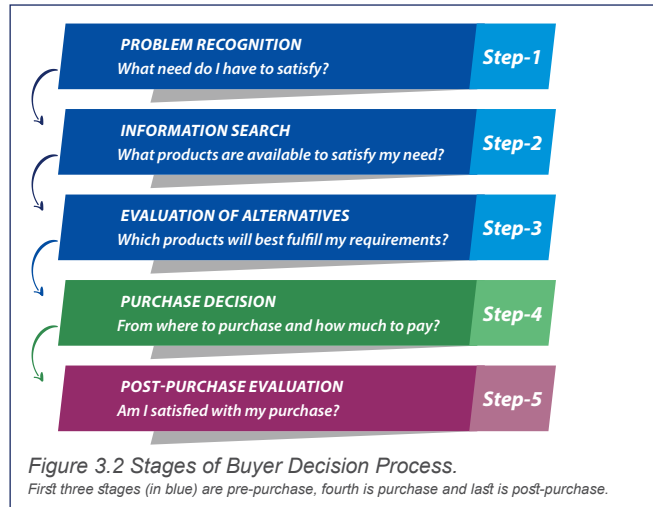 PROBLEM RECOGNITION
What need do I have to satisfy?
Step-1
INFORMATION SEARCH
What products are available to satisfy my need?
Step-2
EVALUATION OF ALTERNATIVES
Which products will best fulfill my requirements?
Step-3
PURCHASE DECISION
From where to purchase and how much to pay?
Step-4
POST-PURCHASE EVALUATION
Am I satisfied with my purchase?
Step-5
Figure 3.2 Stages of Buyer Decision Process.
First three stages (in blue) are pre-purchase, fourth is purchase and last is post-purchase.